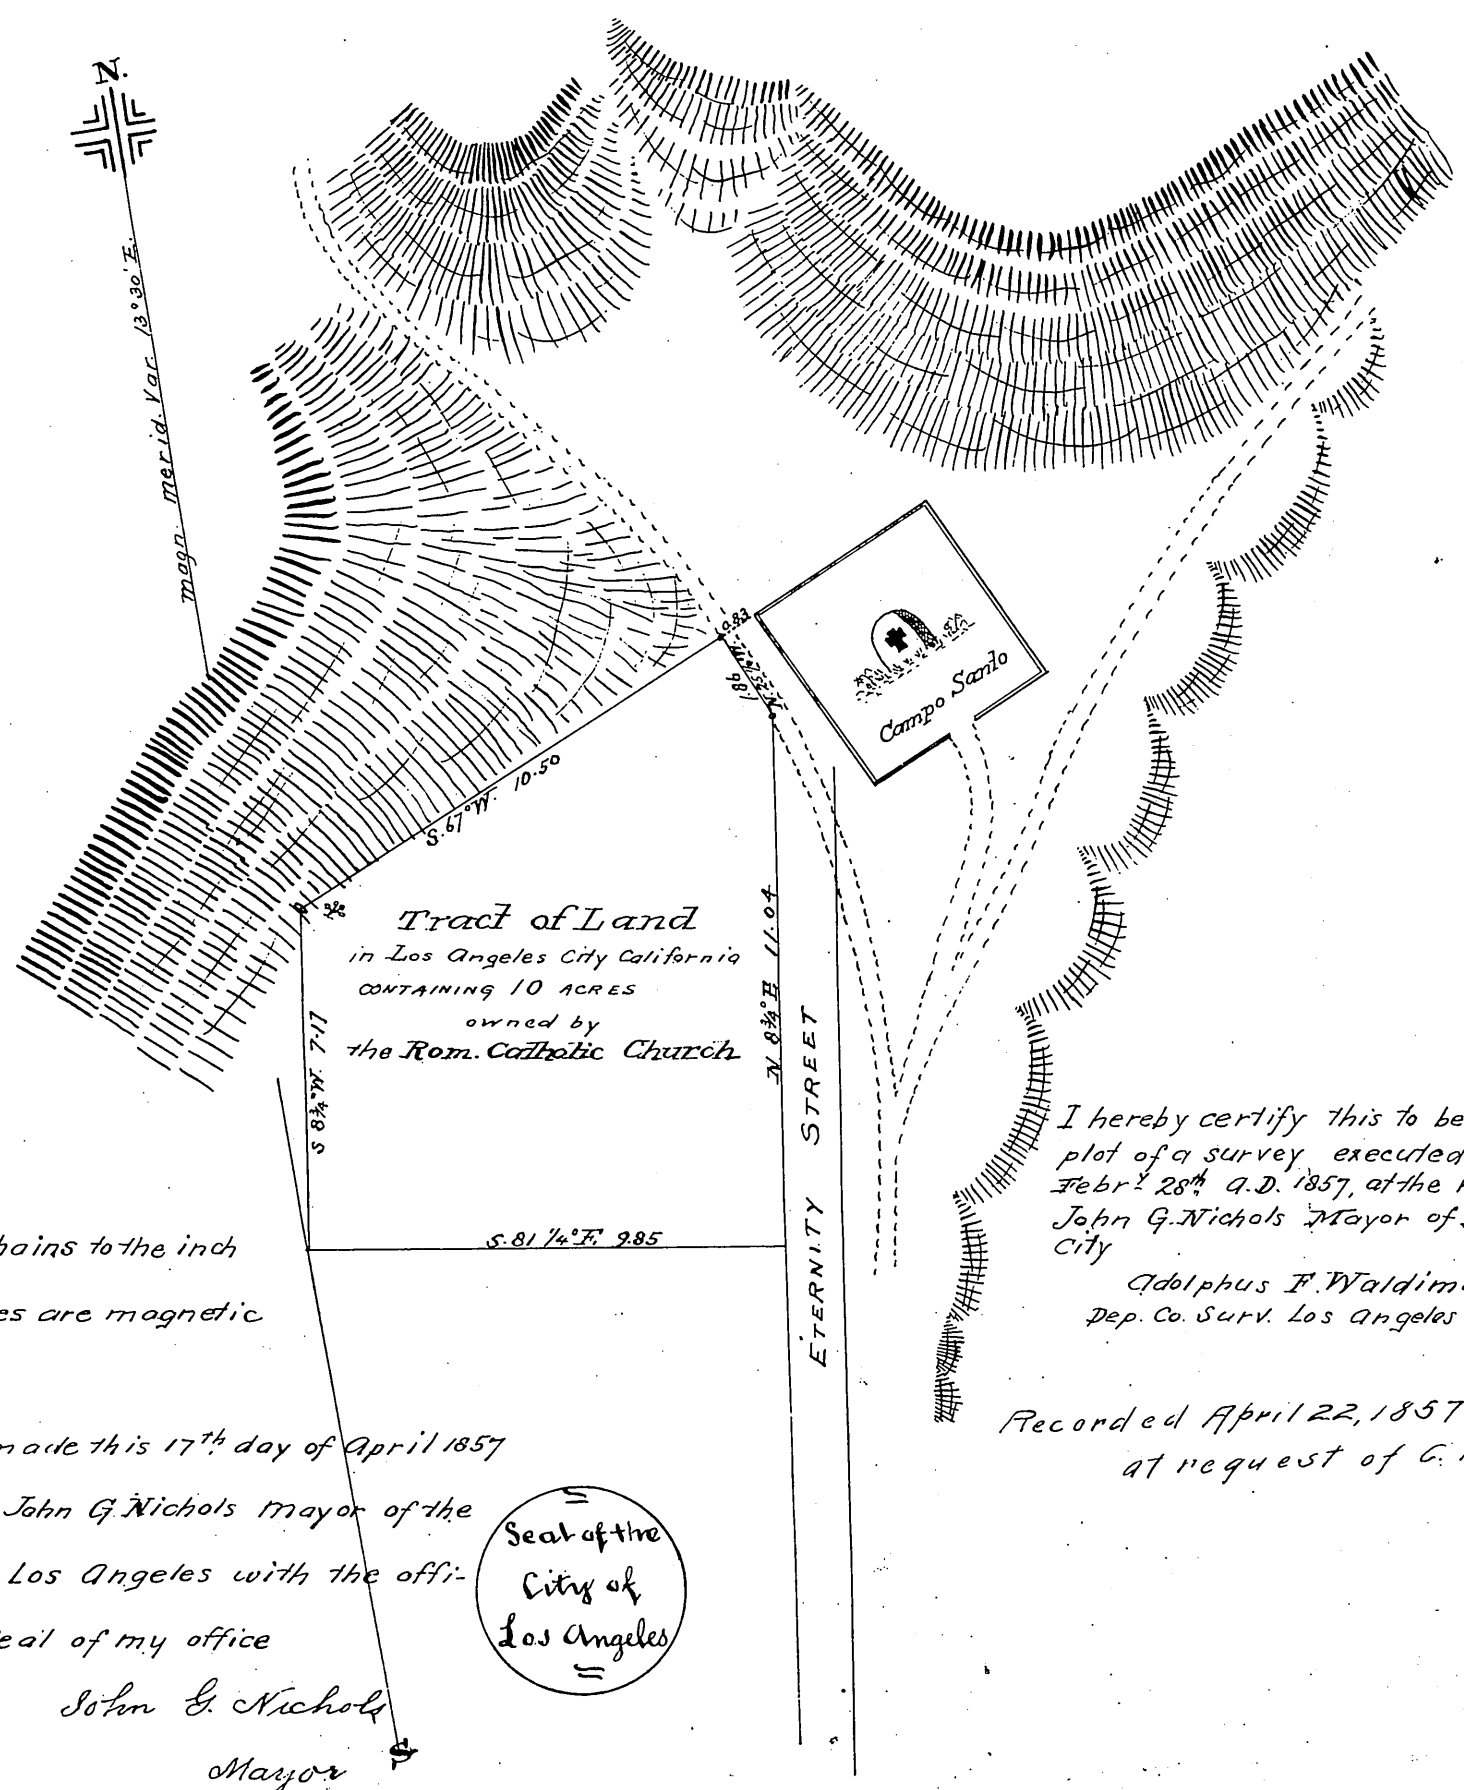 N.
magn. merid. Var. 13°30' E.
0.83
N 25 1/4 W.
1.86
Campo Santo
S. 67° W. 10.50
Tract of Land
in Los Angeles City California
CONTAINING 10 ACRES
owned by
the Rom. Catholic Church
S 8 3/4° W. 7.17
N 8 3/4° E 11.04
S. 81 1/4° E. 9.85
ETERNITY STREET
hains to the inch
es are magnetic
made this 17th day of April 1857
John G. Nichols Mayor of the
Los Angeles with the offi-
eal of my office
John G. Nichols
Mayor
S
Seal of the
City of
Los Angeles
I hereby certify this to be
plot of a survey executed
Febry 28th A.D. 1857, at the
John G. Nichols Mayor of
City
Adolphus F. Waldim
Dep. Co. Surv. Los Angeles
Recorded April 22, 1857
at request of C.